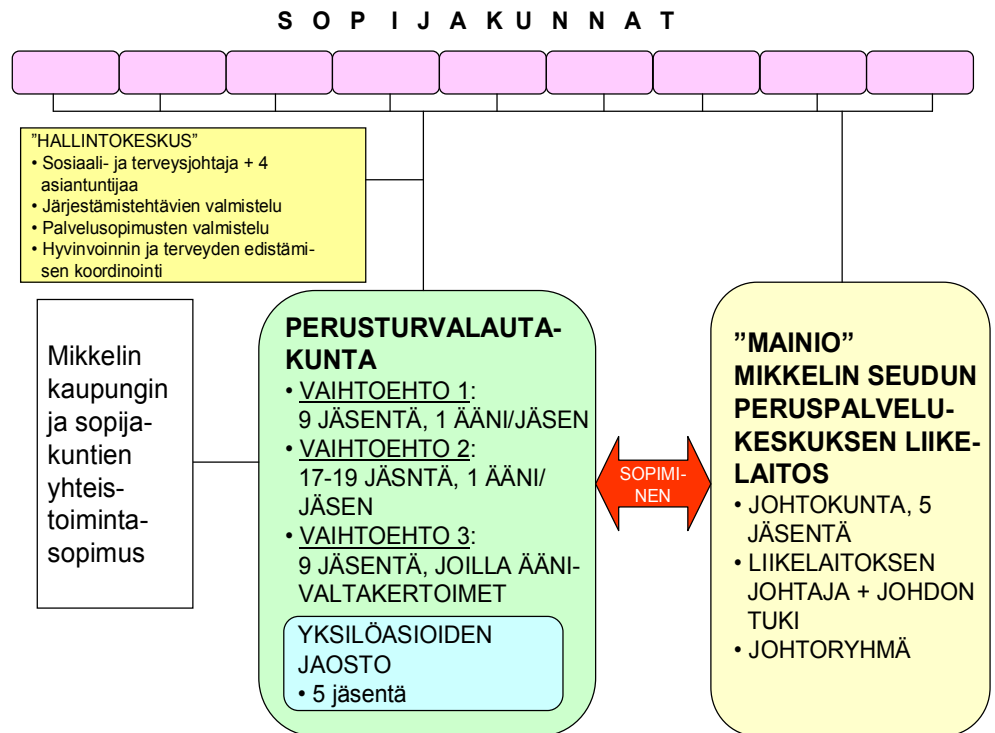 SOPIJAKUNNAT
"HALLINTOKESKUS"
• Sosiaali- ja terveysjohtaja + 4
asiantuntijaa
• Järjestämistehtävien valmistelu
• Palvelusopimusten valmistelu
• Hyvinvoinnin ja terveyden edistämi-
sen koordinointi
Mikkelin
kaupungin
ja sopija-
kuntien
yhteis-
toiminta-
sopimus
PERUSTURVALAUTA-
KUNTA
• VAIHTOEHTO 1:
9 JÄSENTÄ, 1 ÄÄNI/JÄSEN
• VAIHTOEHTO 2:
17-19 JÄSNTÄ, 1 ÄÄNI/
JÄSEN
• VAIHTOEHTO 3:
9 JÄSENTÄ, JOILLA ÄÄNI-
VALTAKERTOIMET
YKSILÖASIOIDEN
JAOSTO
• 5 jäsentä
SOPIMI-
NEN
"MAINIO"
MIKKELIN SEUDUN
PERUSPALVELU-
KESKUKSEN LIIKE-
LAITOS
• JOHTOKUNTA, 5
JÄSENTÄ
• LIIKELAITOKSEN
JOHTAJA + JOHDON
TUKI
• JOHTORYHMÄ